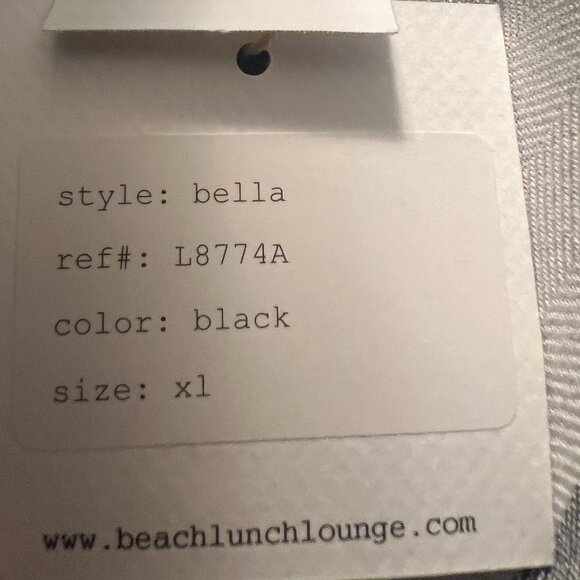 style: bella
ref#: L8774A
color: black
size: xl
www.beachlunchlounge.com